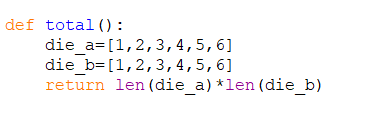 def total():
    die_a=[1,2,3,4,5,6]
    die_b=[1,2,3,4,5,6]
    return len(die_a)*len(die_b)